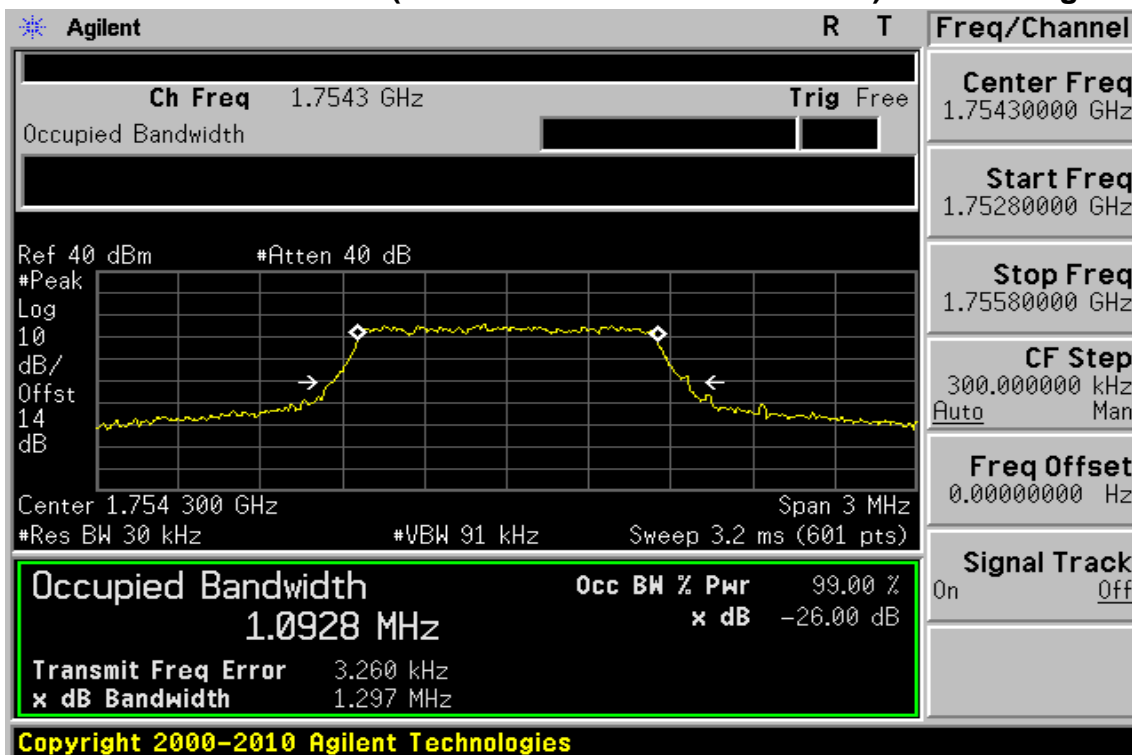 Agilent R T
Ch Freq 1.7543 GHz Trig Free
Occupied Bandwidth
Ref 40 dBm #Atten 40 dB
#Peak
Log
10
dB/
Offst
14
dB
Center 1.754 300 GHz Span 3 MHz
#Res BW 30 kHz #VBW 91 kHz Sweep 3.2 ms (601 pts)
Occupied Bandwidth
1.0928 MHz
Occ BW % Pwr 99.00 %
x dB -26.00 dB
Transmit Freq Error 3.260 kHz
x dB Bandwidth 1.297 MHz
Copyright 2000-2010 Agilent Technologies
Freq/Channel
Center Freq
1.75430000 GHz
Start Freq
1.75280000 GHz
Stop Freq
1.75580000 GHz
CF Step
300.000000 kHz
Auto Man
Freq Offset
0.00000000 Hz
Signal Track
On Off